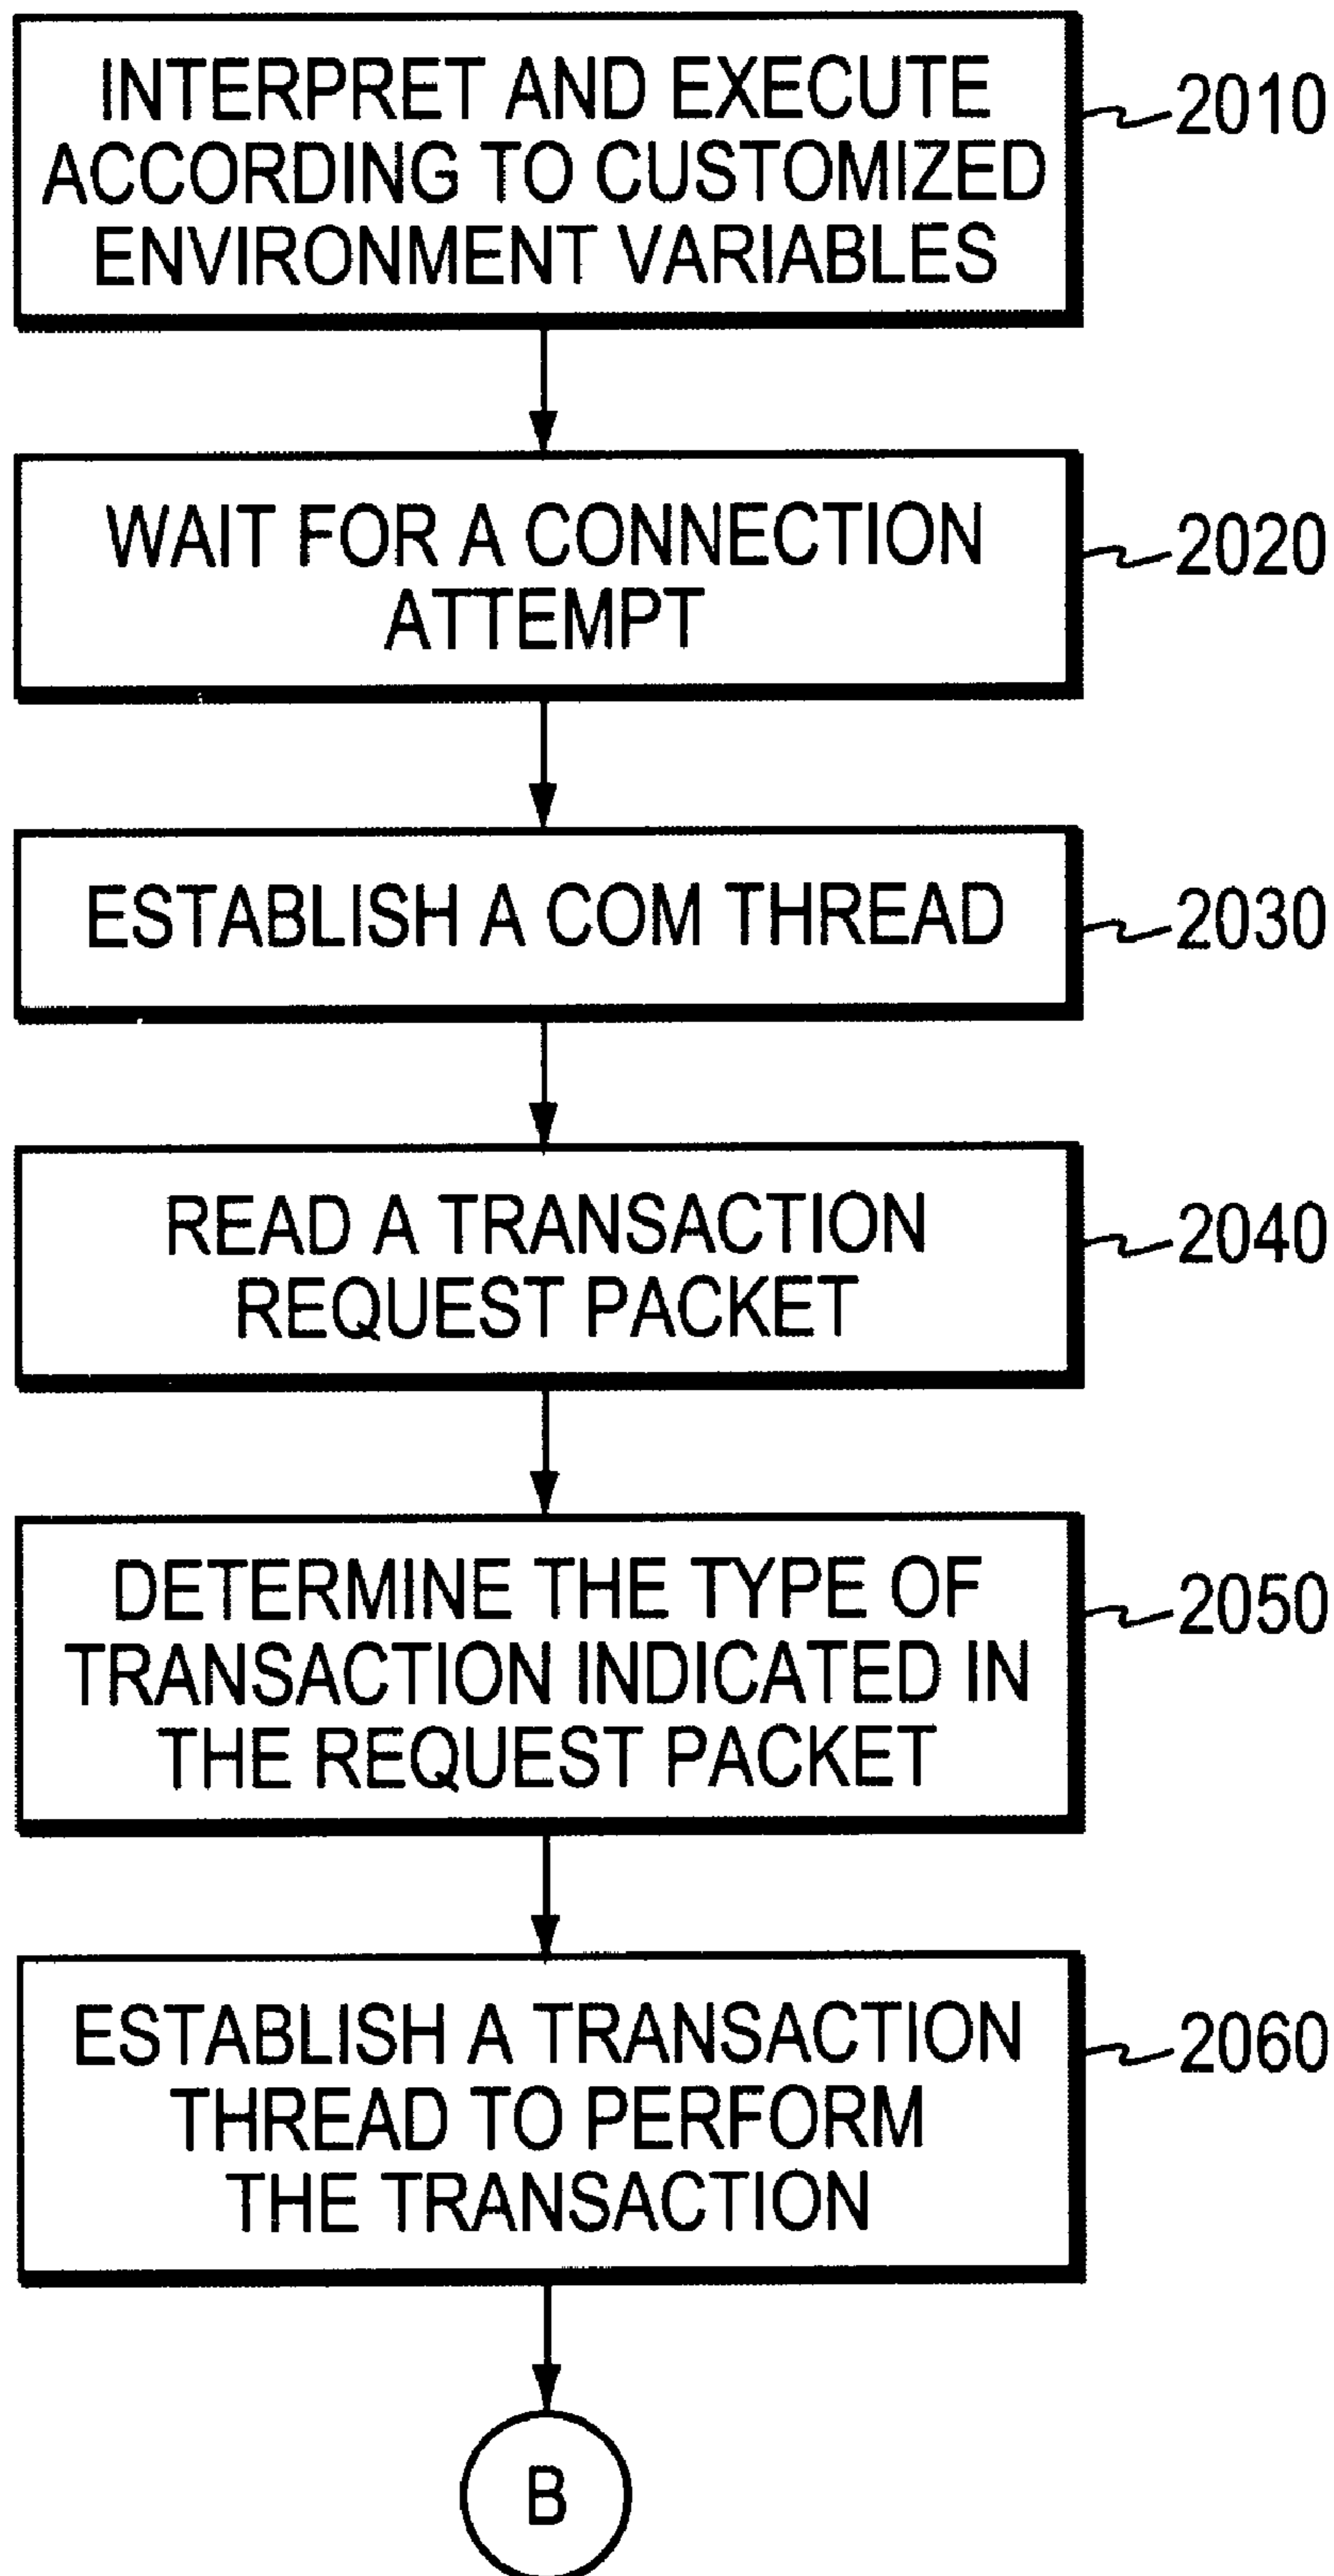 INTERPRET AND EXECUTE
ACCORDING TO CUSTOMIZED
ENVIRONMENT VARIABLES
2010
WAIT FOR A CONNECTION
ATTEMPT
2020
ESTABLISH A COM THREAD
2030
READ A TRANSACTION
REQUEST PACKET
2040
DETERMINE THE TYPE OF
TRANSACTION INDICATED IN
THE REQUEST PACKET
2050
ESTABLISH A TRANSACTION
THREAD TO PERFORM
THE TRANSACTION
2060
B